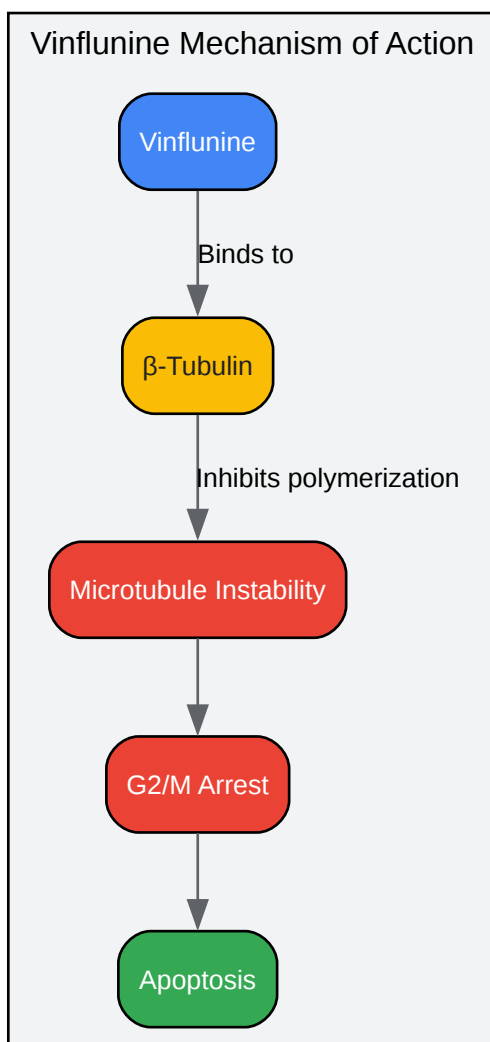 Vinflunine Mechanism of Action
Vinflunine
Binds to
β-Tubulin
Inhibits polymerization
Microtubule Instability
G2/M Arrest
Apoptosis